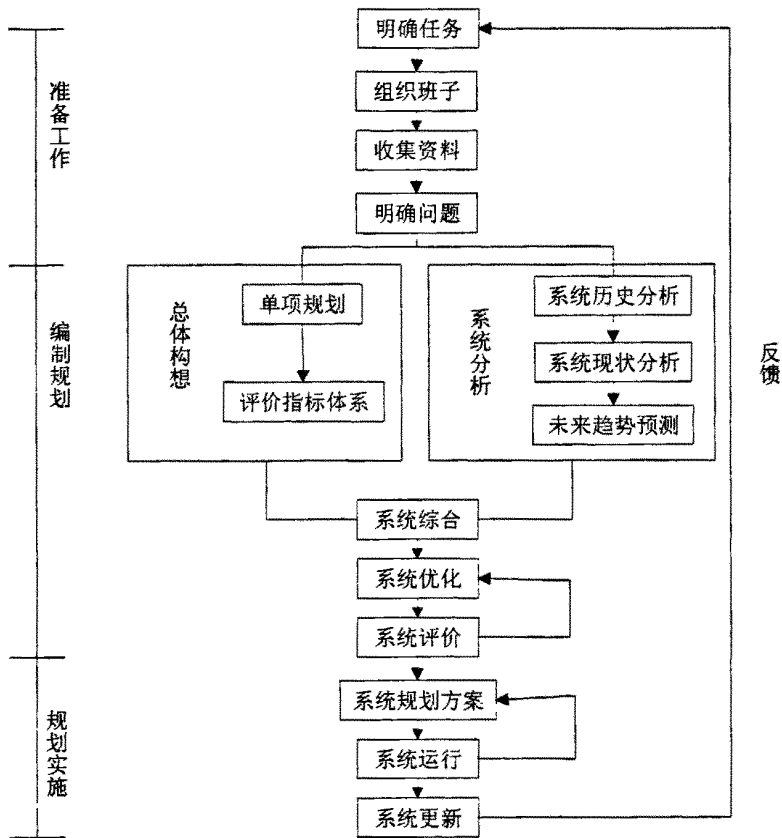 明确任务
组织班子
收集资料
明确问题
准备工作
总体构想
单项规划
评价指标体系
系统分析
系统历史分析
系统现状分析
未来趋势预测
编制规划
反馈
系统综合
系统优化
系统评价
系统规划方案
系统运行
系统更新
规划实施